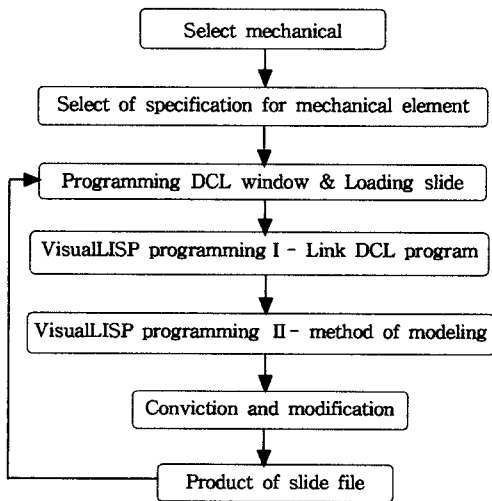 Select mechanical
Select of specification for mechanical element
Programming DCL window & Loading slide
VisualLISP programming I - Link DCL program
VisualLISP programming II - method of modeling
Conviction and modification
Product of slide file